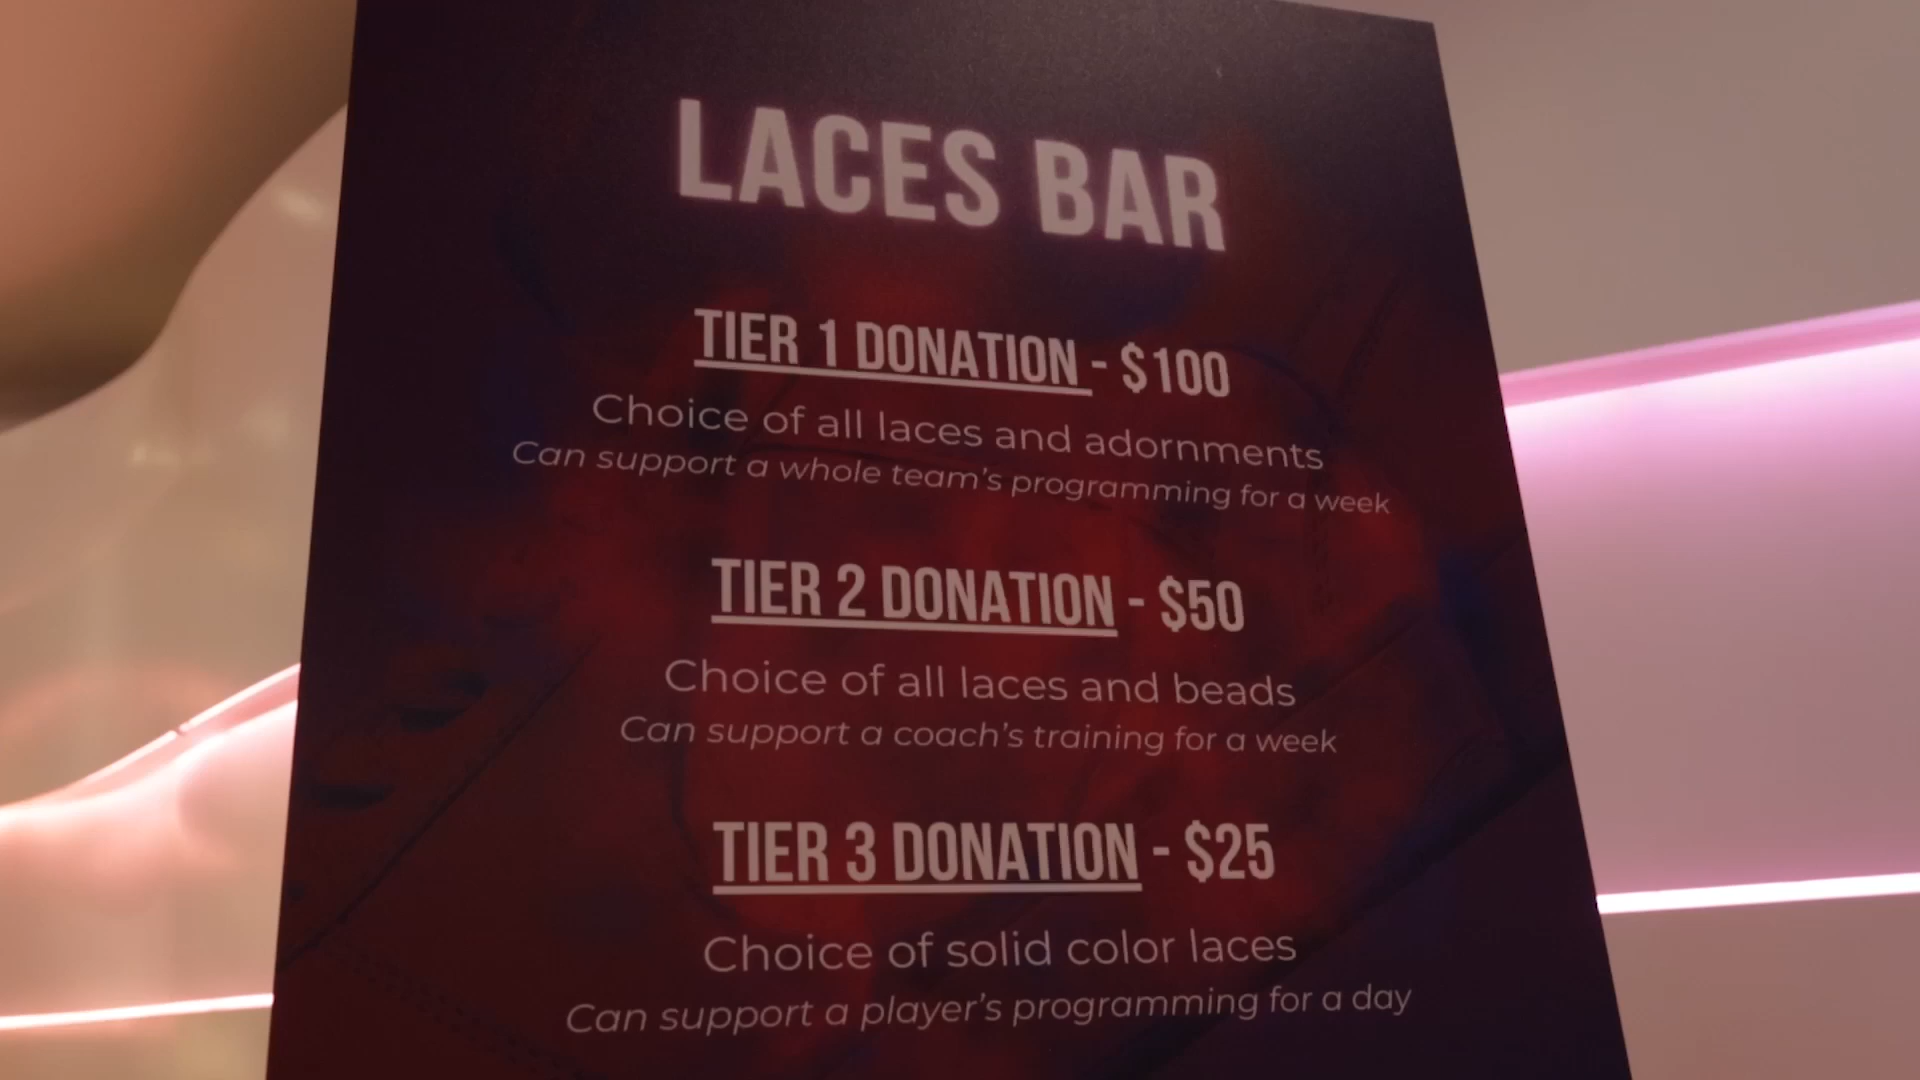 LACES BAR
TIER 1 DONATION - $100
Choice of all laces and adornments
Can support a whole team's programming for a week
TIER 2 DONATION - $50
Choice of all laces and beads
Can support a coach's training for a week
TIER 3 DONATION - $25
Choice of solid color laces
Can support a player's programming for a day